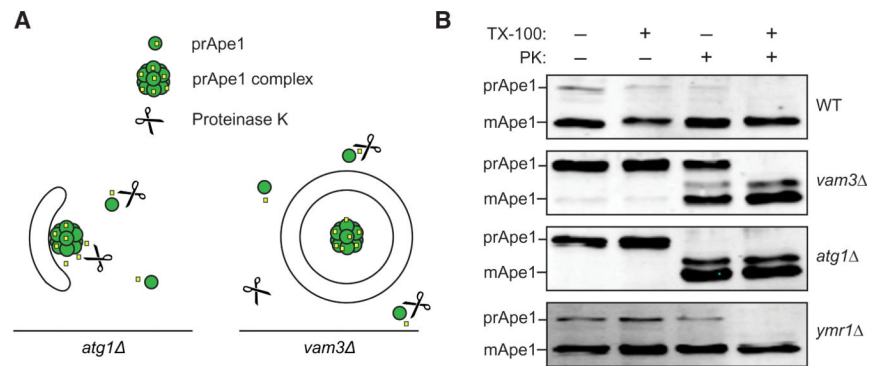 A
prApe1
prApe1 complex
Proteinase K
atg1Δ
vam3Δ
B
TX-100: – + – +
PK: – – + +
prApe1
mApe1
WT
prApe1
mApe1
vam3Δ
prApe1
mApe1
atg1Δ
prApe1
mApe1
ymr1Δ